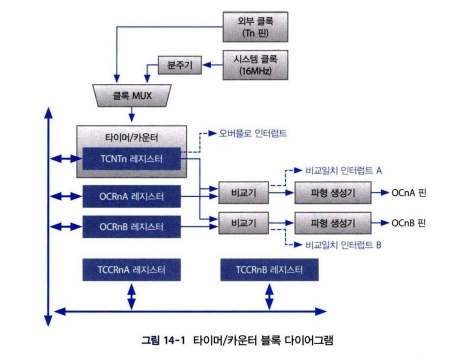 외부 클록
(Tn 핀)
분주기
시스템 클록
(16MHz)
클록 MUX
타이머/카운터
오버플로 인터럽트
TCNTn 레지스터
비교일치 인터럽트 A
OCRnA 레지스터
비교기
파형 생성기
OCnA 핀
OCRnB 레지스터
비교기
파형 생성기
OCnB 핀
비교일치 인터럽트 B
TCCRnA 레지스터
TCCRnB 레지스터
그림 14-1 타이머/카운터 블록 다이어그램